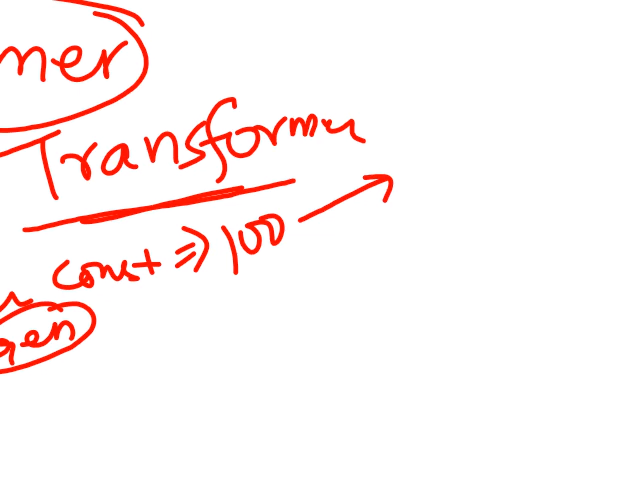 mer
Transformer
const => 100 →
gen